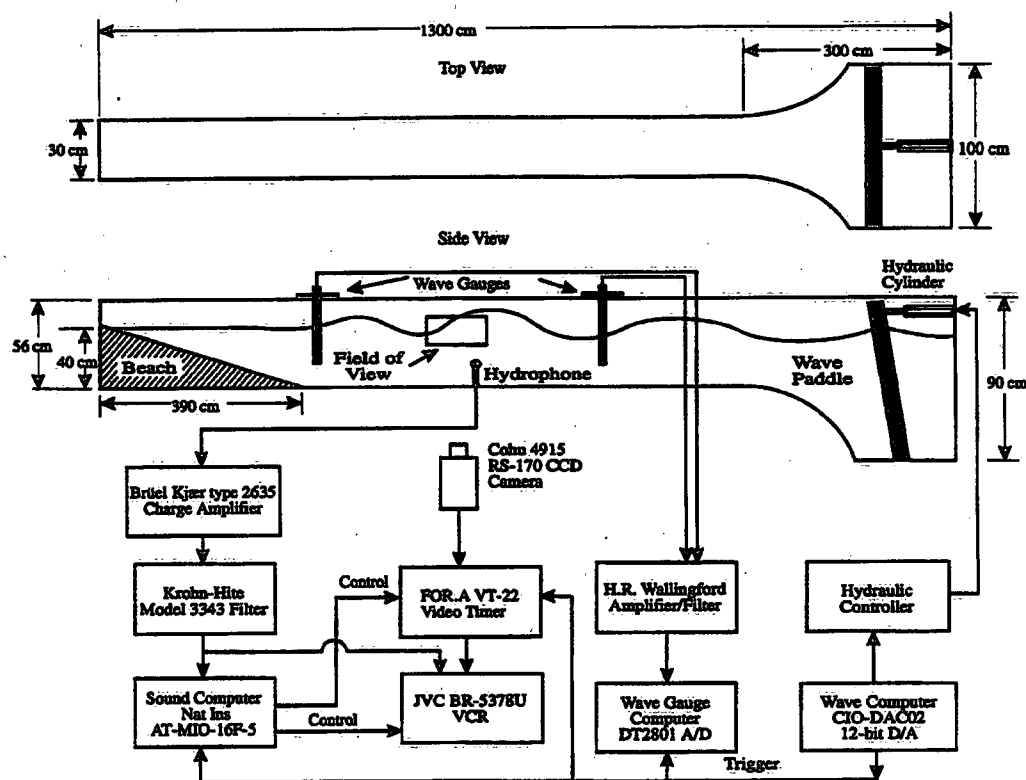 1300 cm
300 cm
Top View
30 cm
100 cm
Side View
Wave Gauges
Hydraulic
Cylinder
56 cm
40 cm
Beach
Field of
View
Hydrophone
Wave
Paddle
90 cm
390 cm
Cohn 4915
RS-170 CCD
Camera
Brüel Kjær type 2635
Charge Amplifier
Krohn-Hite
Model 3343 Filter
Control
FOR.A VT-22
Video Timer
H.R. Wallingford
Amplifier/Filter
Hydraulic
Controller
Sound Computer
Nat Ins
AT-MIO-16F-5
Control
JVC BR-5378U
VCR
Wave Gauge
Computer
DT2801 A/D
Wave Computer
CIO-DAC02
12-bit D/A
Trigger